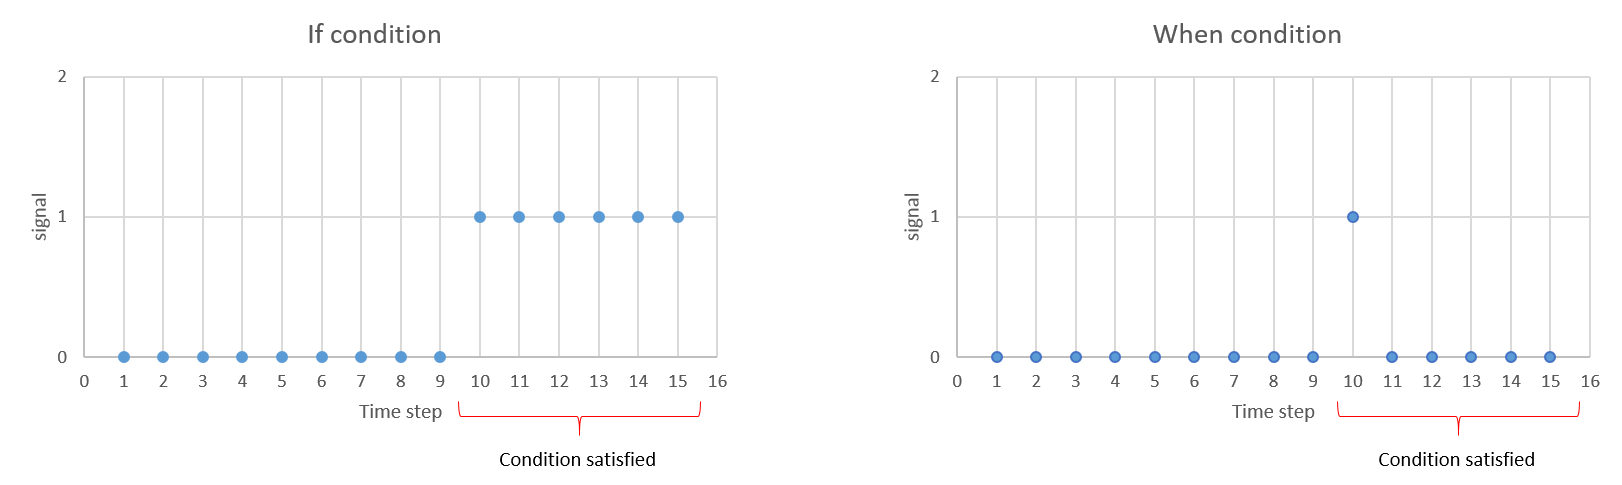 If condition
2
1
0
signal
0 1 2 3 4 5 6 7 8 9 10 11 12 13 14 15 16
Time step
Condition satisfied
When condition
2
1
0
signal
0 1 2 3 4 5 6 7 8 9 10 11 12 13 14 15 16
Time step
Condition satisfied